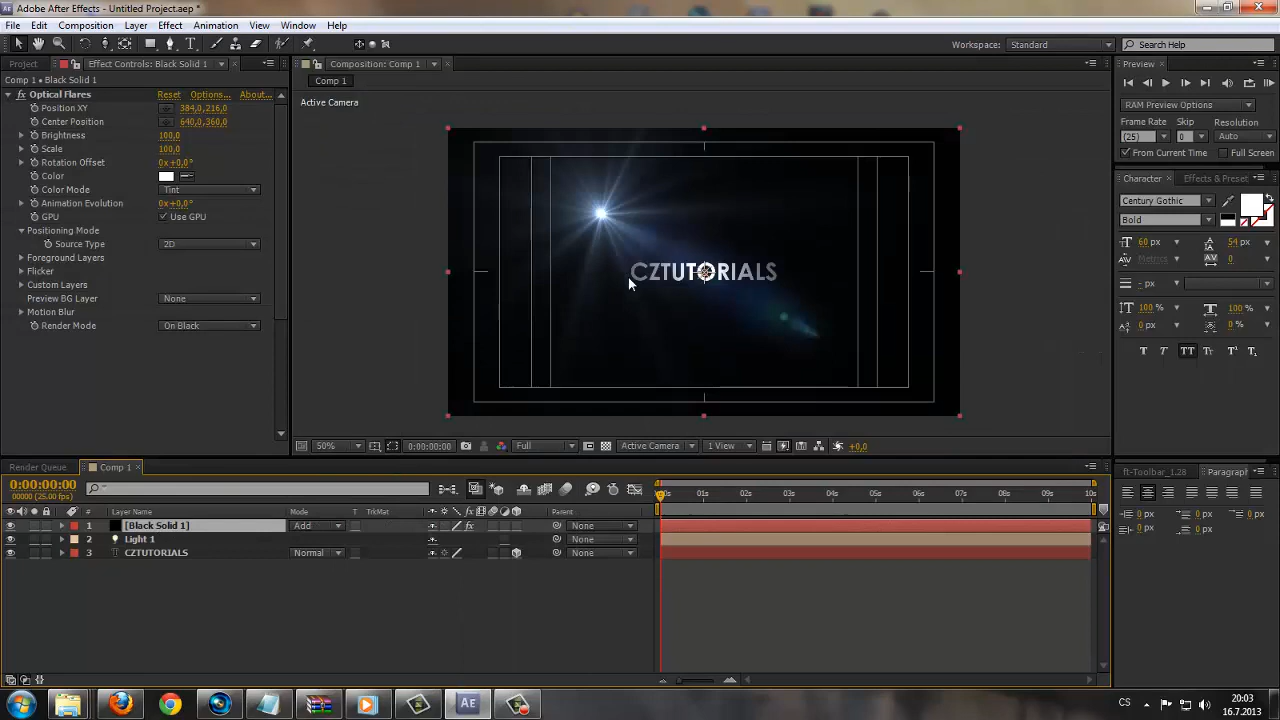 Adobe After Effects - Untitled Project.aep *
File Edit Composition Layer Effect Animation View Window Help
Workspace: Standard Search Help
Project Effect Controls: Black Solid 1 Composition: Comp 1 Preview
Comp 1 • Black Solid 1
Comp 1
Optical Flares Reset Options... About...
Active Camera
Position XY 384,0,216,0
Center Position 640,0,360,0
Brightness 100,0
Scale 100,0
Rotation Offset 0x+0,0°
Color
Color Mode Tint
Animation Evolution 0x+0,0°
GPU Use GPU
Positioning Mode
Source Type 2D
Foreground Layers
Flicker
Custom Layers
Preview BG Layer None
Motion Blur
Render Mode On Black
CZTUTORIALS
RAM Preview Options
Frame Rate Skip Resolution
(25) 0 Auto
From Current Time Full Screen
Character Effects & Preset
Century Gothic
Bold
60 px 54 px
Metrics 0
- px
100 % 100 %
0 px 0 %
T T TT Tr T¹ T₁
50% 0:00:00:00 Full Active Camera 1 View +0,0
Render Queue Comp 1
0:00:00:00
00000 (25.00 fps)
ft-Toolbar_1.28 Paragraph
0 px 0 px 0 px
0 px 0 px
01s 02s 03s 04s 05s 06s 07s 08s 09s 10s
# Layer Name Mode T TrkMat Parent
1 [Black Solid 1] Add None
2 Light 1 None
3 CZTUTORIALS Normal None
CS 20:03
16.7.2013